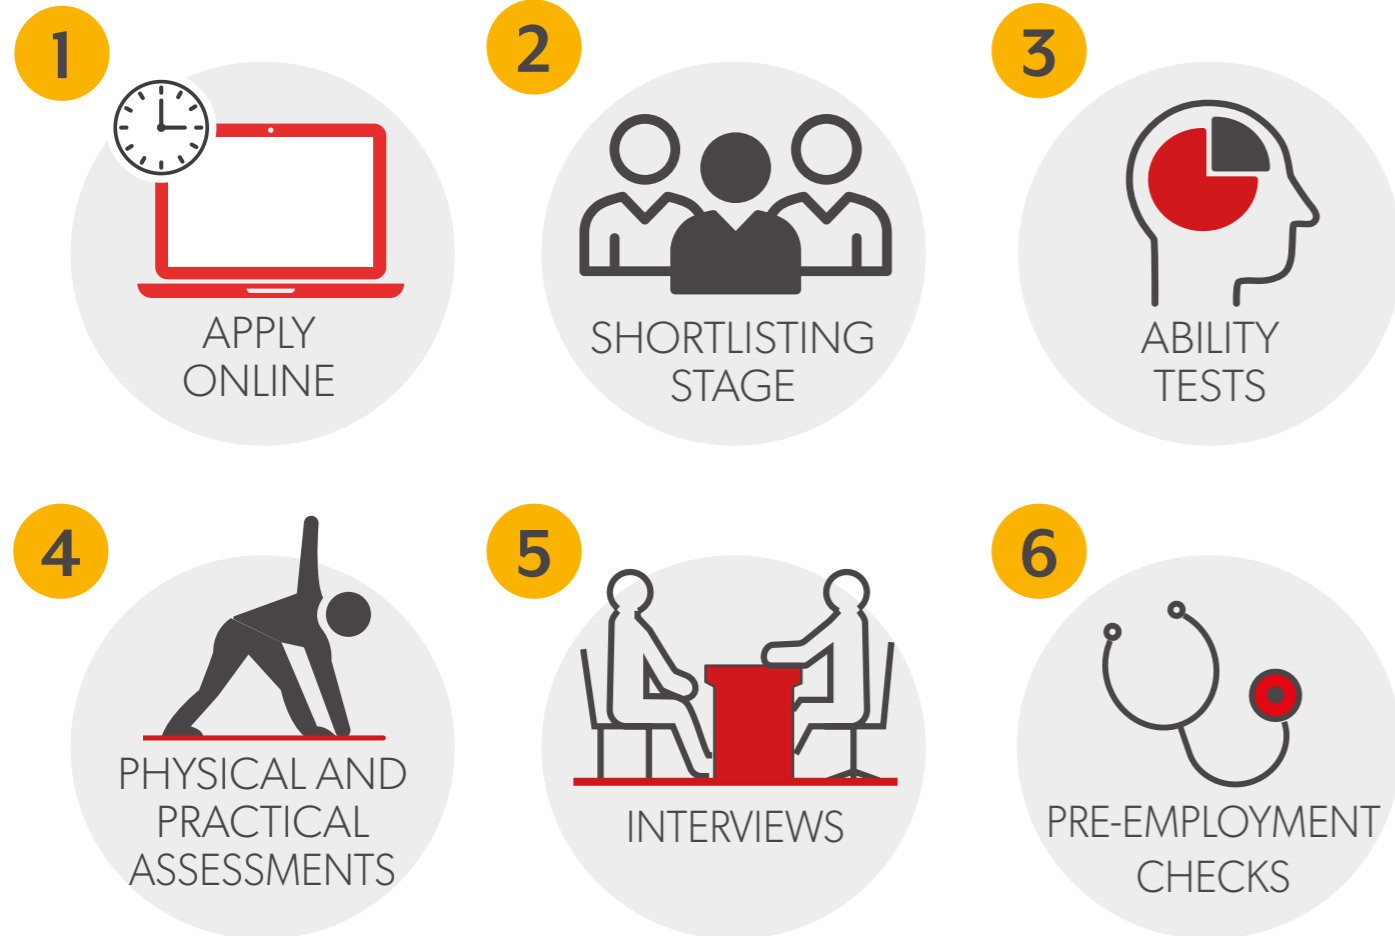 1
APPLY
ONLINE
2
SHORTLISTING
STAGE
3
ABILITY
TESTS
4
PHYSICAL AND
PRACTICAL
ASSESSMENTS
5
INTERVIEWS
6
PRE-EMPLOYMENT
CHECKS